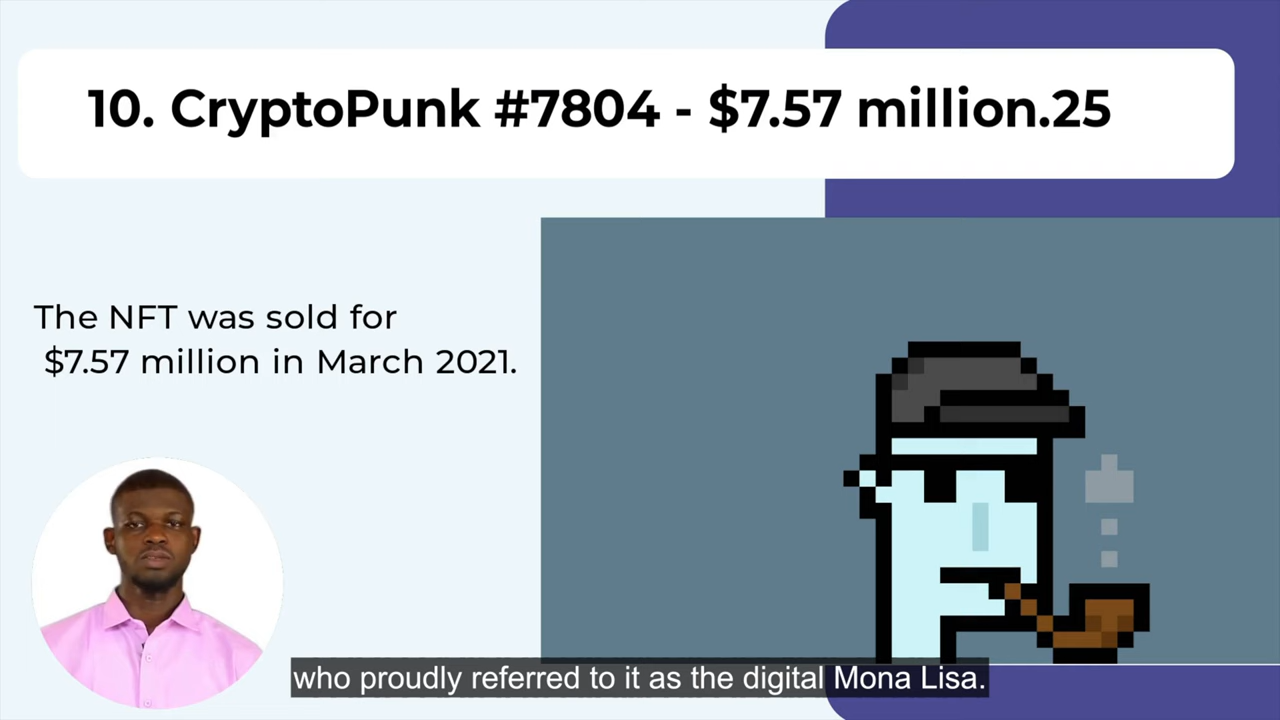 10. CryptoPunk #7804 - $7.57 million.25
The NFT was sold for
$7.57 million in March 2021.
who proudly referred to it as the digital Mona Lisa.